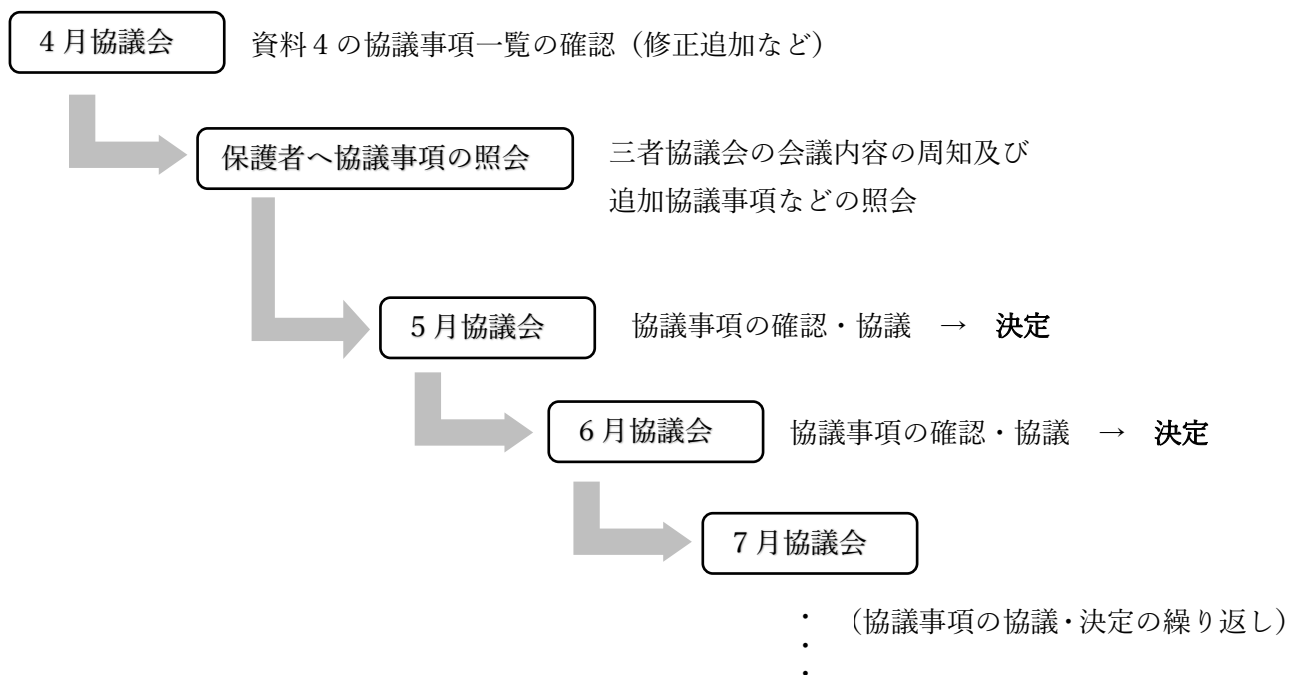 ４月協議会　資料４の協議事項一覧の確認（修正追加など）
保護者へ協議事項の照会　三者協議会の会議内容の周知及び
追加協議事項などの照会
５月協議会　協議事項の確認・協議　→　決定
６月協議会　協議事項の確認・協議　→　決定
７月協議会
・（協議事項の協議・決定の繰り返し）
・
・